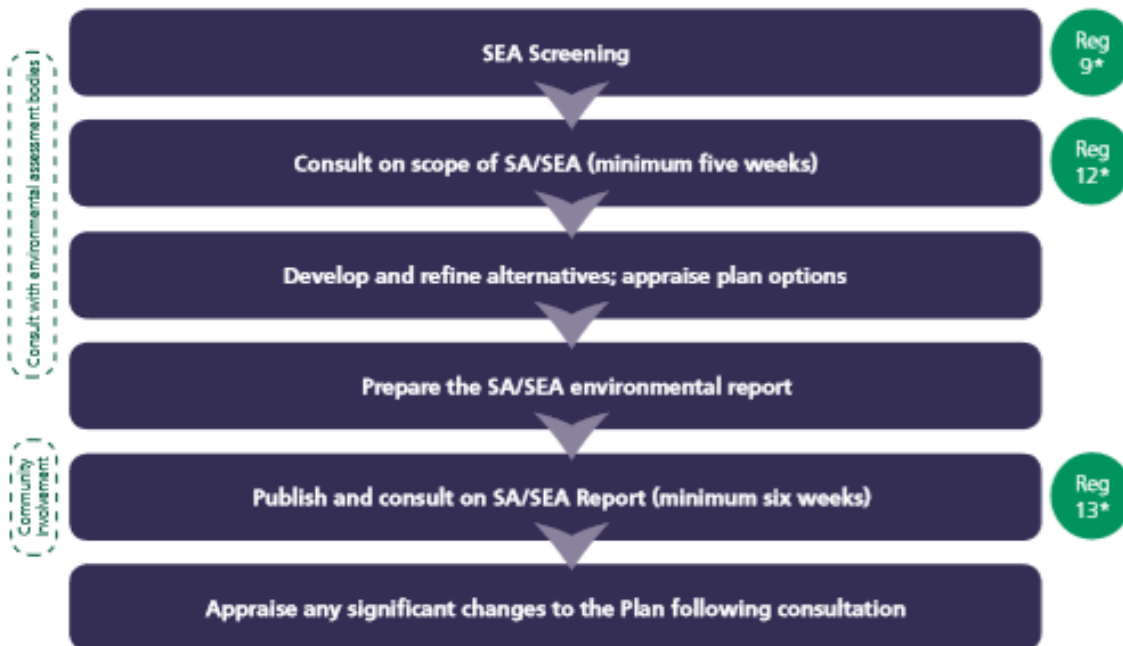 SEA Screening
Reg
9*
Consult with environmental assessment bodies
Consult on scope of SA/SEA (minimum five weeks)
Reg
12*
Develop and refine alternatives; appraise plan options
Prepare the SA/SEA environmental report
Community
involvement
Publish and consult on SA/SEA Report (minimum six weeks)
Reg
13*
Appraise any significant changes to the Plan following consultation